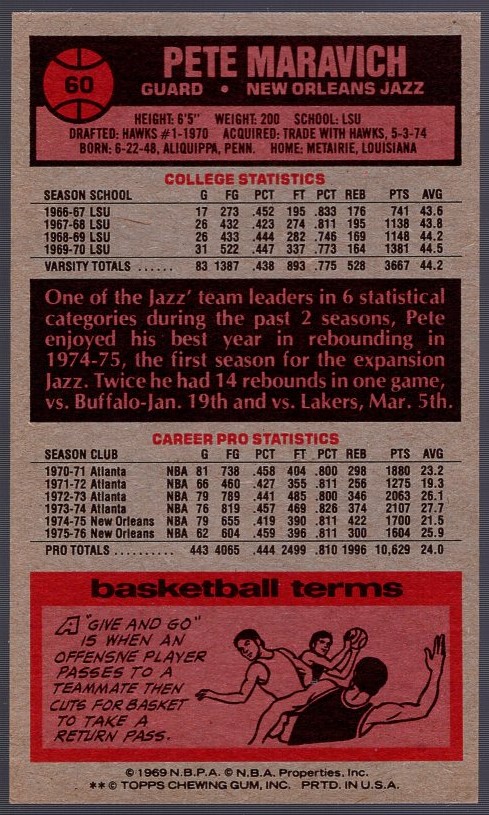 60
PETE MARAVICH
GUARD • NEW ORLEANS JAZZ
HEIGHT: 6'5" WEIGHT: 200 SCHOOL: LSU
DRAFTED: HAWKS #1-1970 ACQUIRED: TRADE WITH HAWKS, 5-3-74
BORN: 6-22-48, ALIQUIPPA, PENN. HOME: METAIRIE, LOUISIANA
COLLEGE STATISTICS
SEASON SCHOOL G FG PCT FT PCT REB PTS AVG
1966-67 LSU 17 273 .452 195 .833 176 741 43.6
1967-68 LSU 26 432 .423 274 .811 195 1138 43.8
1968-69 LSU 26 433 .444 282 .746 169 1148 44.2
1969-70 LSU 31 522 .447 337 .773 164 1381 44.5
VARSITY TOTALS ...... 83 1387 .438 893 .775 528 3667 44.2
One of the Jazz' team leaders in 6 statistical
categories during the past 2 seasons, Pete
enjoyed his best year in rebounding in
1974-75, the first season for the expansion
Jazz. Twice he had 14 rebounds in one game,
vs. Buffalo-Jan. 19th and vs. Lakers, Mar. 5th.
CAREER PRO STATISTICS
SEASON CLUB G FG PCT FT PCT REB PTS AVG
1970-71 Atlanta NBA 81 738 .458 404 .800 298 1880 23.2
1971-72 Atlanta NBA 66 460 .427 355 .811 256 1275 19.3
1972-73 Atlanta NBA 79 789 .441 485 .800 346 2063 26.1
1973-74 Atlanta NBA 76 819 .457 469 .826 374 2107 27.7
1974-75 New Orleans NBA 79 655 .419 390 .811 422 1700 21.5
1975-76 New Orleans NBA 62 604 .459 396 .811 300 1604 25.9
PRO TOTALS .......... 443 4065 .444 2499 .810 1996 10,629 24.0
basketball terms
A "GIVE AND GO"
IS WHEN AN
OFFENSIVE PLAYER
PASSES TO A
TEAMMATE THEN
CUTS FOR BASKET
TO TAKE A
RETURN PASS.
© 1969 N.B.P.A. © N.B.A. Properties, Inc.
** © TOPPS CHEWING GUM, INC. PRTD. IN U.S.A.